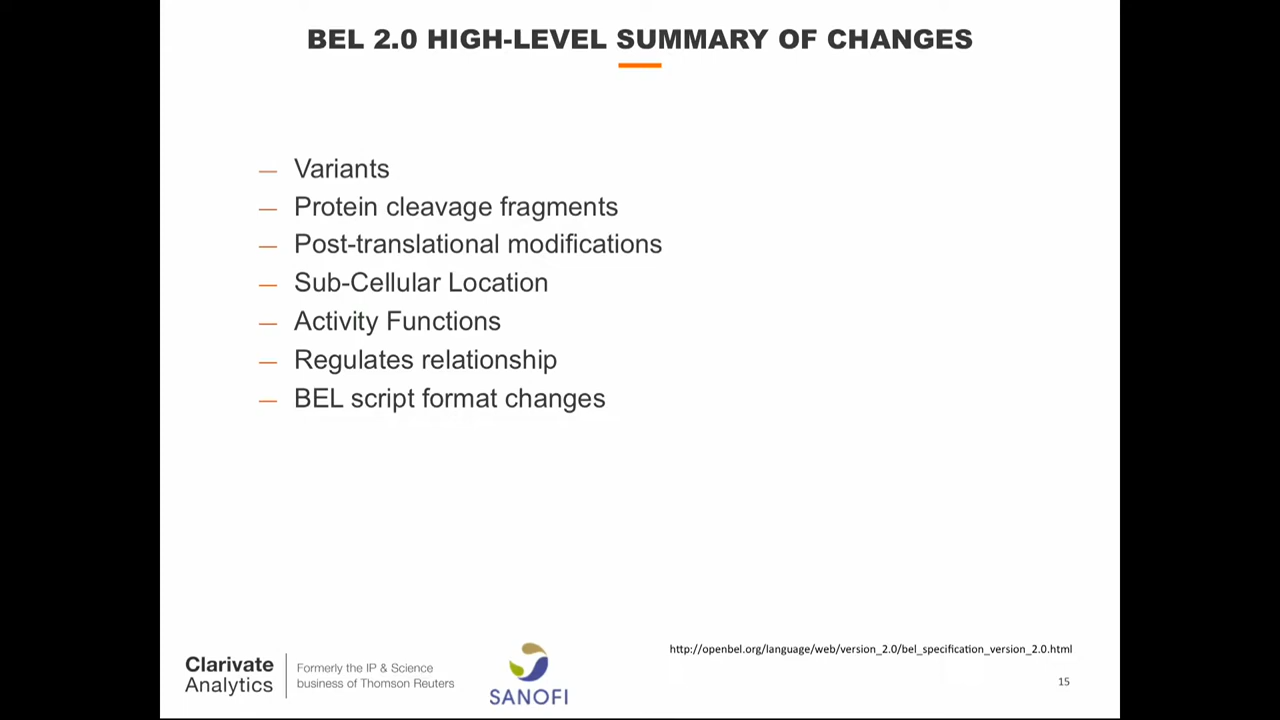 BEL 2.0 HIGH-LEVEL SUMMARY OF CHANGES
— Variants
— Protein cleavage fragments
— Post-translational modifications
— Sub-Cellular Location
— Activity Functions
— Regulates relationship
— BEL script format changes
http://openbel.org/language/web/version_2.0/bel_specification_version_2.0.html
Clarivate
Analytics
Formerly the IP & Science
business of Thomson Reuters
SANOFI
15